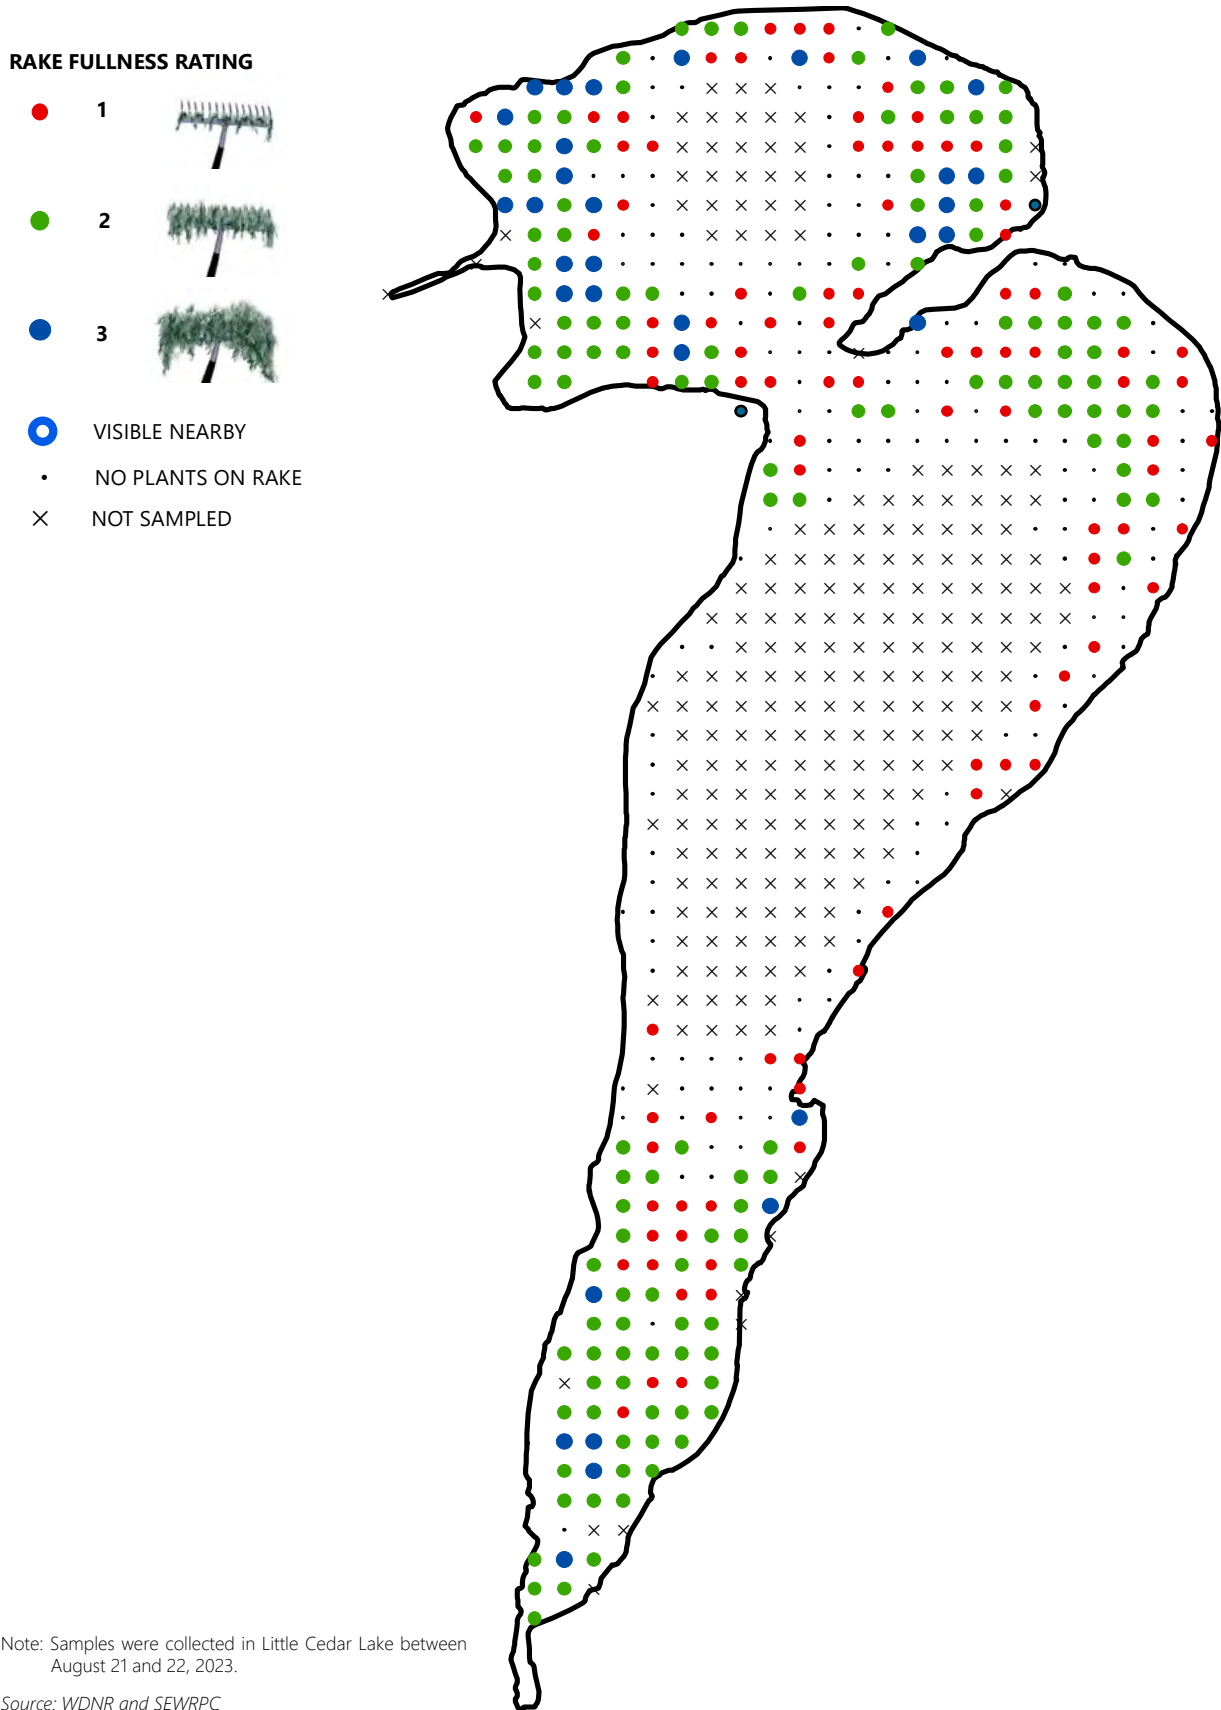 RAKE FULLNESS RATING
1
2
3
VISIBLE NEARBY
NO PLANTS ON RAKE
NOT SAMPLED
Note: Samples were collected in Little Cedar Lake between
August 21 and 22, 2023.
Source: WDNR and SEWRPC